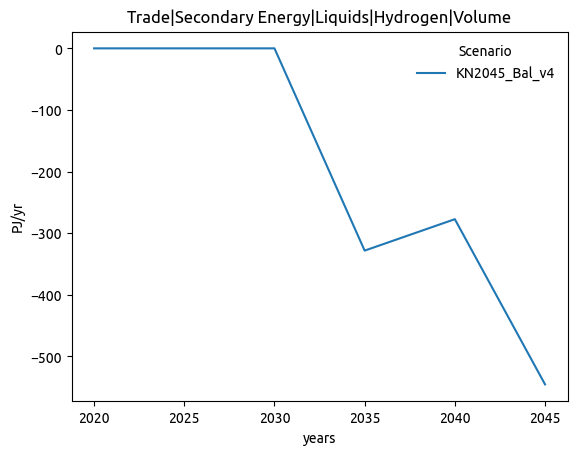 Trade|Secondary Energy|Liquids|Hydrogen|Volume
Scenario
KN2045_Bal_v4
PJ/yr
0
−100
−200
−300
−400
−500
2020 2025 2030 2035 2040 2045
years